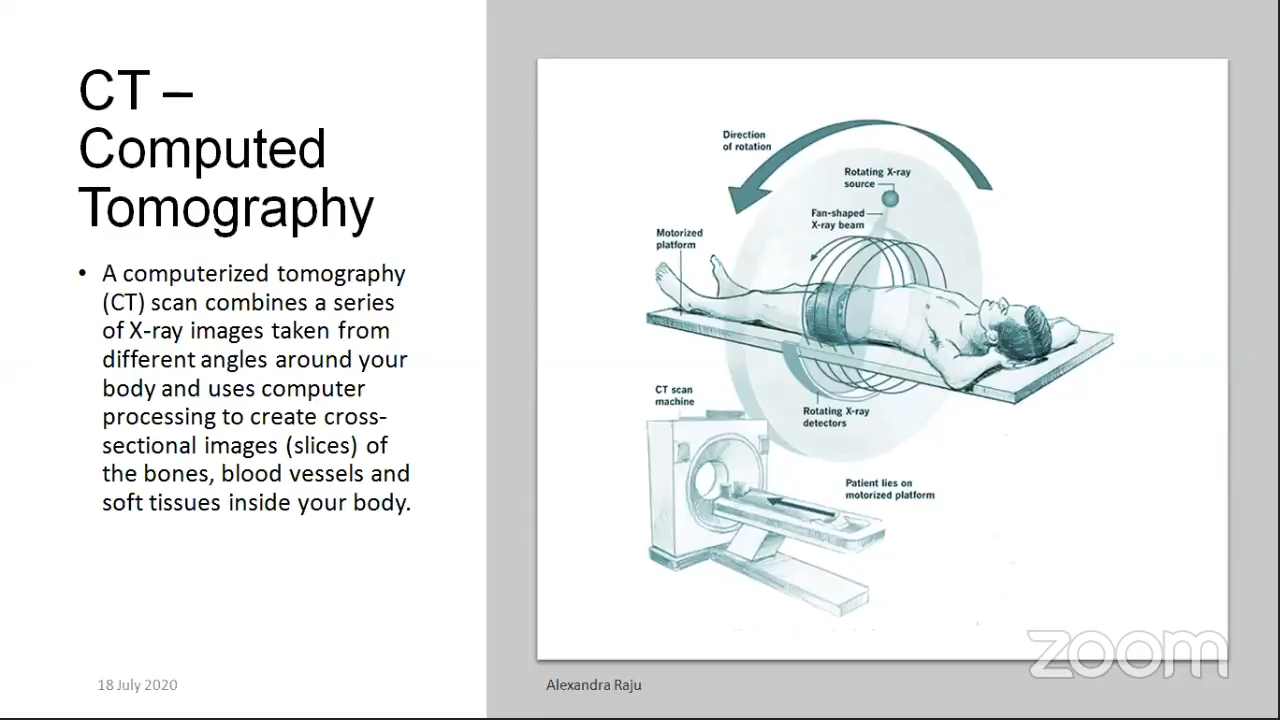 CT –
Computed
Tomography
• A computerized tomography
(CT) scan combines a series
of X-ray images taken from
different angles around your
body and uses computer
processing to create cross-
sectional images (slices) of
the bones, blood vessels and
soft tissues inside your body.
Direction
of rotation
Rotating X-ray
source
Fan-shaped
X-ray beam
Motorized
platform
CT scan
machine
Rotating X-ray
detectors
Patient lies on
motorized platform
18 July 2020
Alexandra Raju
zoom